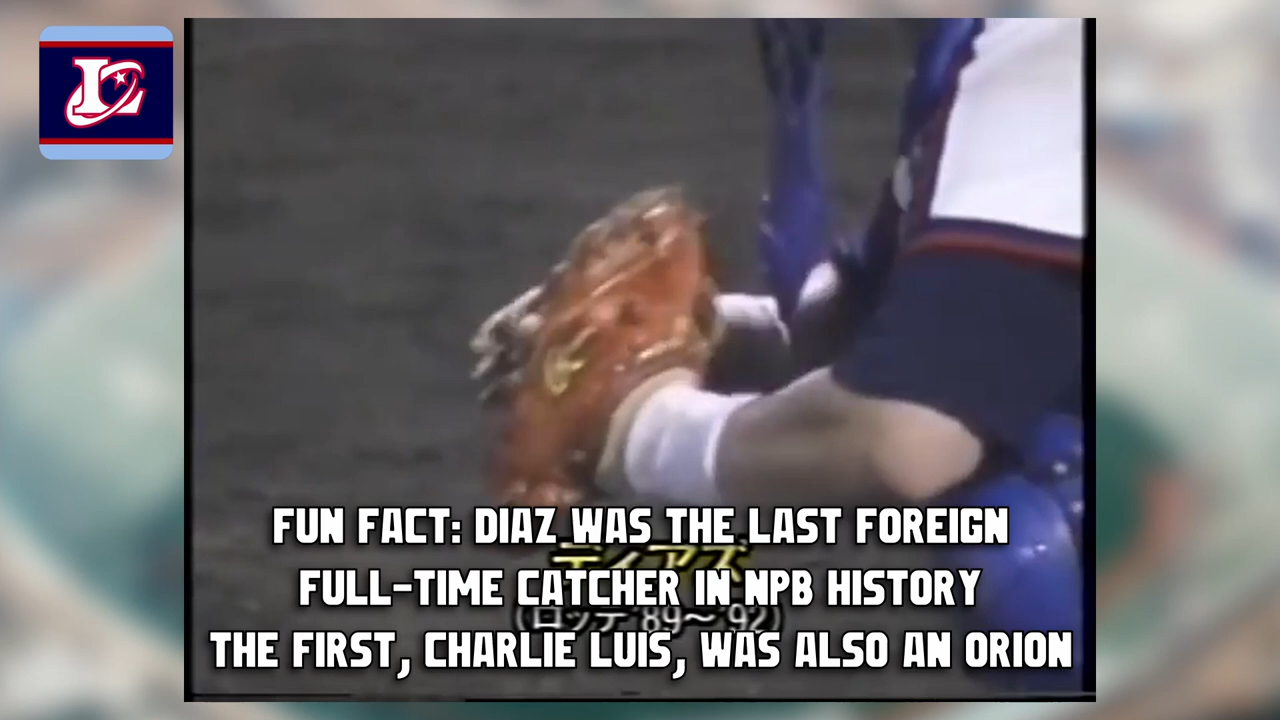 FUN FACT: DIAZ WAS THE LAST FOREIGN
ディアズ
FULL-TIME CATCHER IN NPB HISTORY
(ロッテ '89〜'92)
THE FIRST, CHARLIE LUIS, WAS ALSO AN ORION